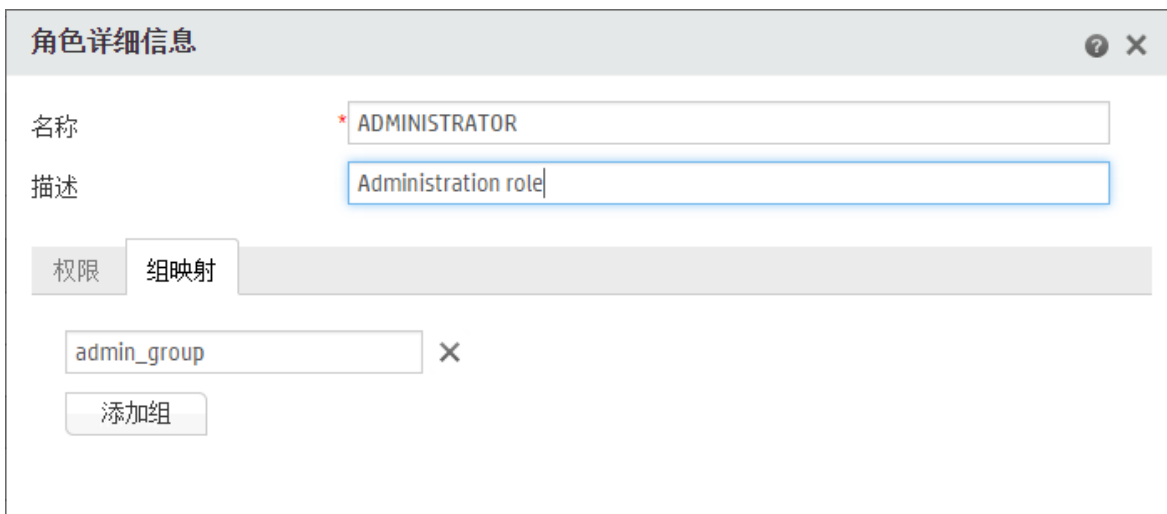 角色详细信息
名称 * ADMINISTRATOR
描述 Administration role
权限 组映射
admin_group
添加组